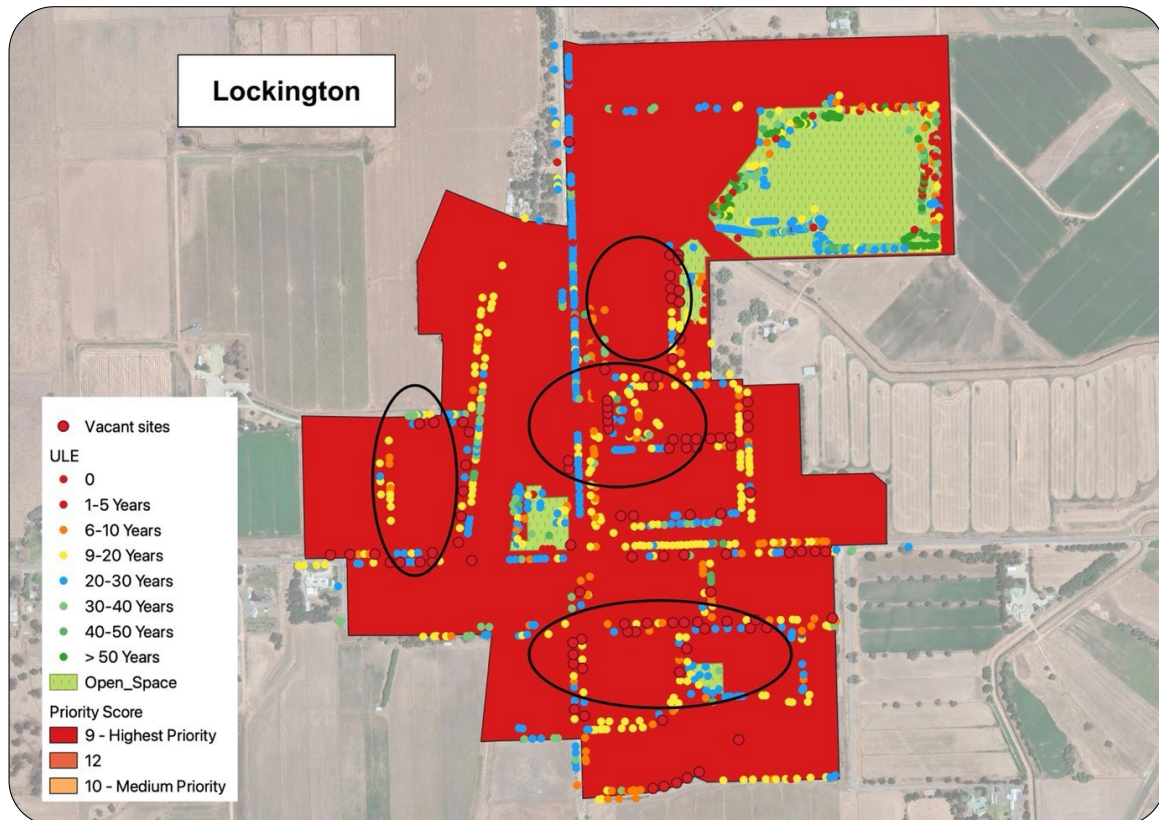 Lockington
Vacant sites
ULE
0
1-5 Years
6-10 Years
9-20 Years
20-30 Years
30-40 Years
40-50 Years
> 50 Years
Open_Space
Priority Score
9 - Highest Priority
12
10 - Medium Priority